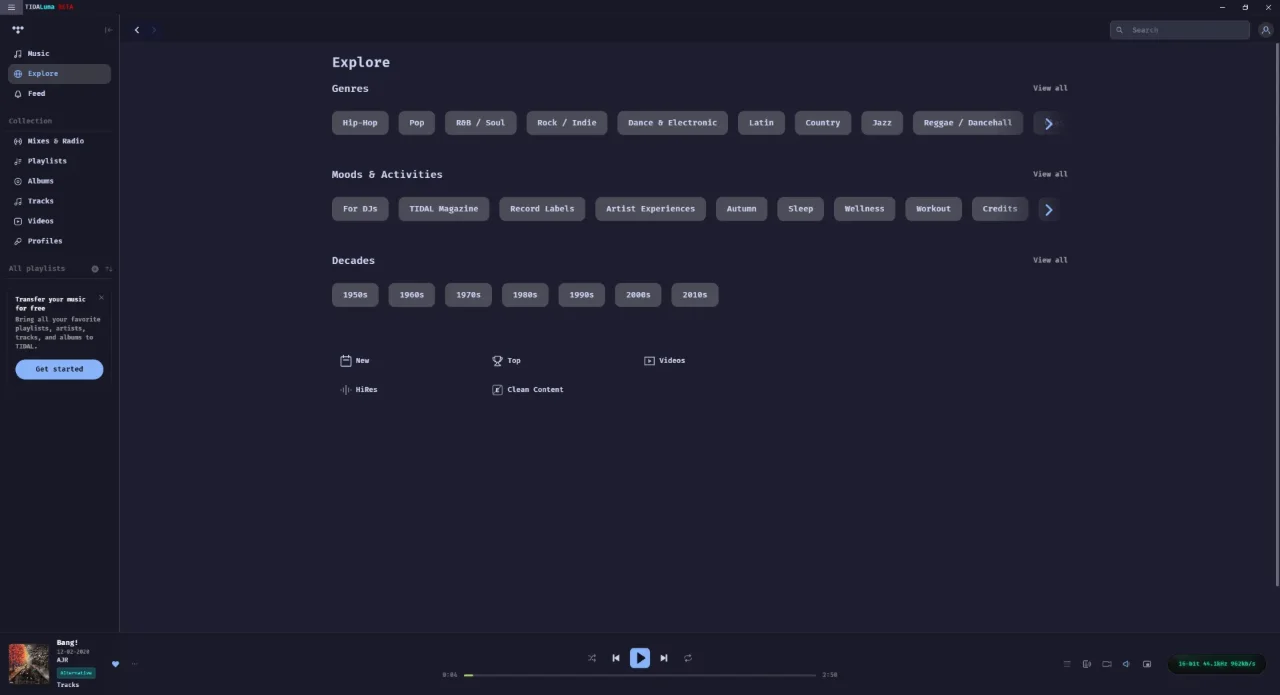 TIDALuna BETA
Search
Music
Explore
Feed
Collection
Mixes & Radio
Playlists
Albums
Tracks
Videos
Profiles
All playlists
Transfer your music
for free
Bring all your favorite
playlists, artists,
tracks, and albums to
TIDAL.
Get started
Explore
Genres
View all
Hip-Hop
Pop
R&B / Soul
Rock / Indie
Dance & Electronic
Latin
Country
Jazz
Reggae / Dancehall
Moods & Activities
View all
For DJs
TIDAL Magazine
Record Labels
Artist Experiences
Autumn
Sleep
Wellness
Workout
Credits
Decades
View all
1950s
1960s
1970s
1980s
1990s
2000s
2010s
New
Top
Videos
HiRes
Clean Content
Bang!
12-02-2020
AJR
Alternative
Tracks
0:04
2:50
16-bit 44.1kHz 962kb/s